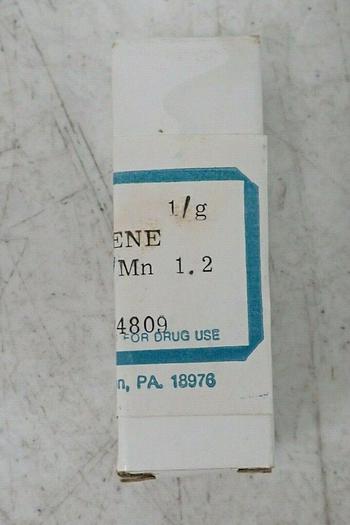 1/g
ENE
/Mn 1.2
4809
FOR DRUG USE
n, PA. 18976